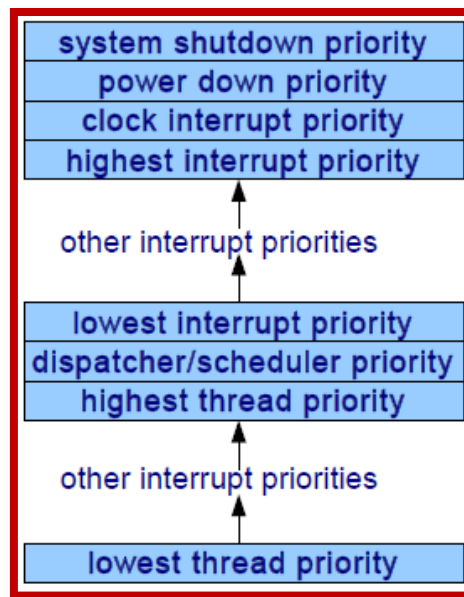 system shutdown priority
power down priority
clock interrupt priority
highest interrupt priority
other interrupt priorities
lowest interrupt priority
dispatcher/scheduler priority
highest thread priority
other interrupt priorities
lowest thread priority